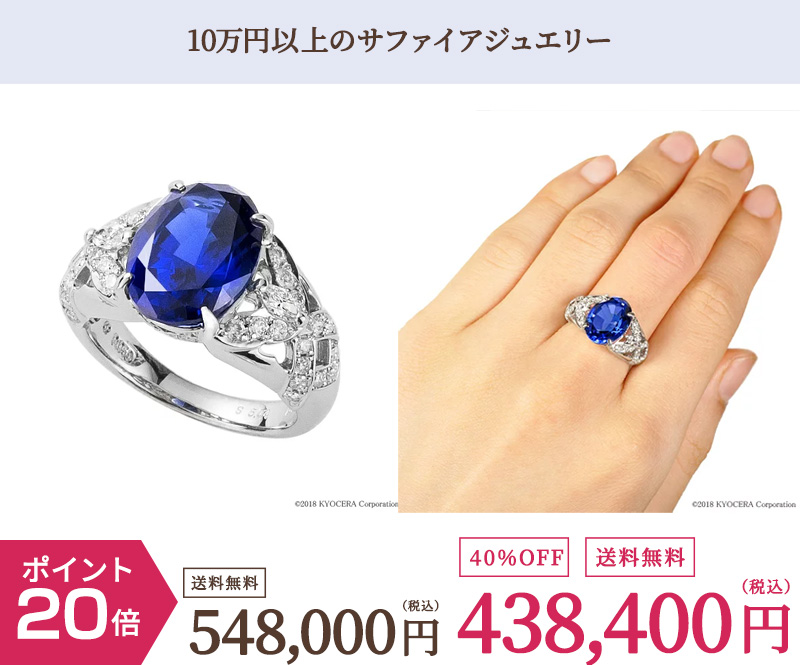 10万円以上のサファイアジュエリー
©2018 KYOCERA Corporation
©2018 KYOCERA Corporation
ポイント
20倍
送料無料
548,000円(税込)
40%OFF
送料無料
438,400円(税込)